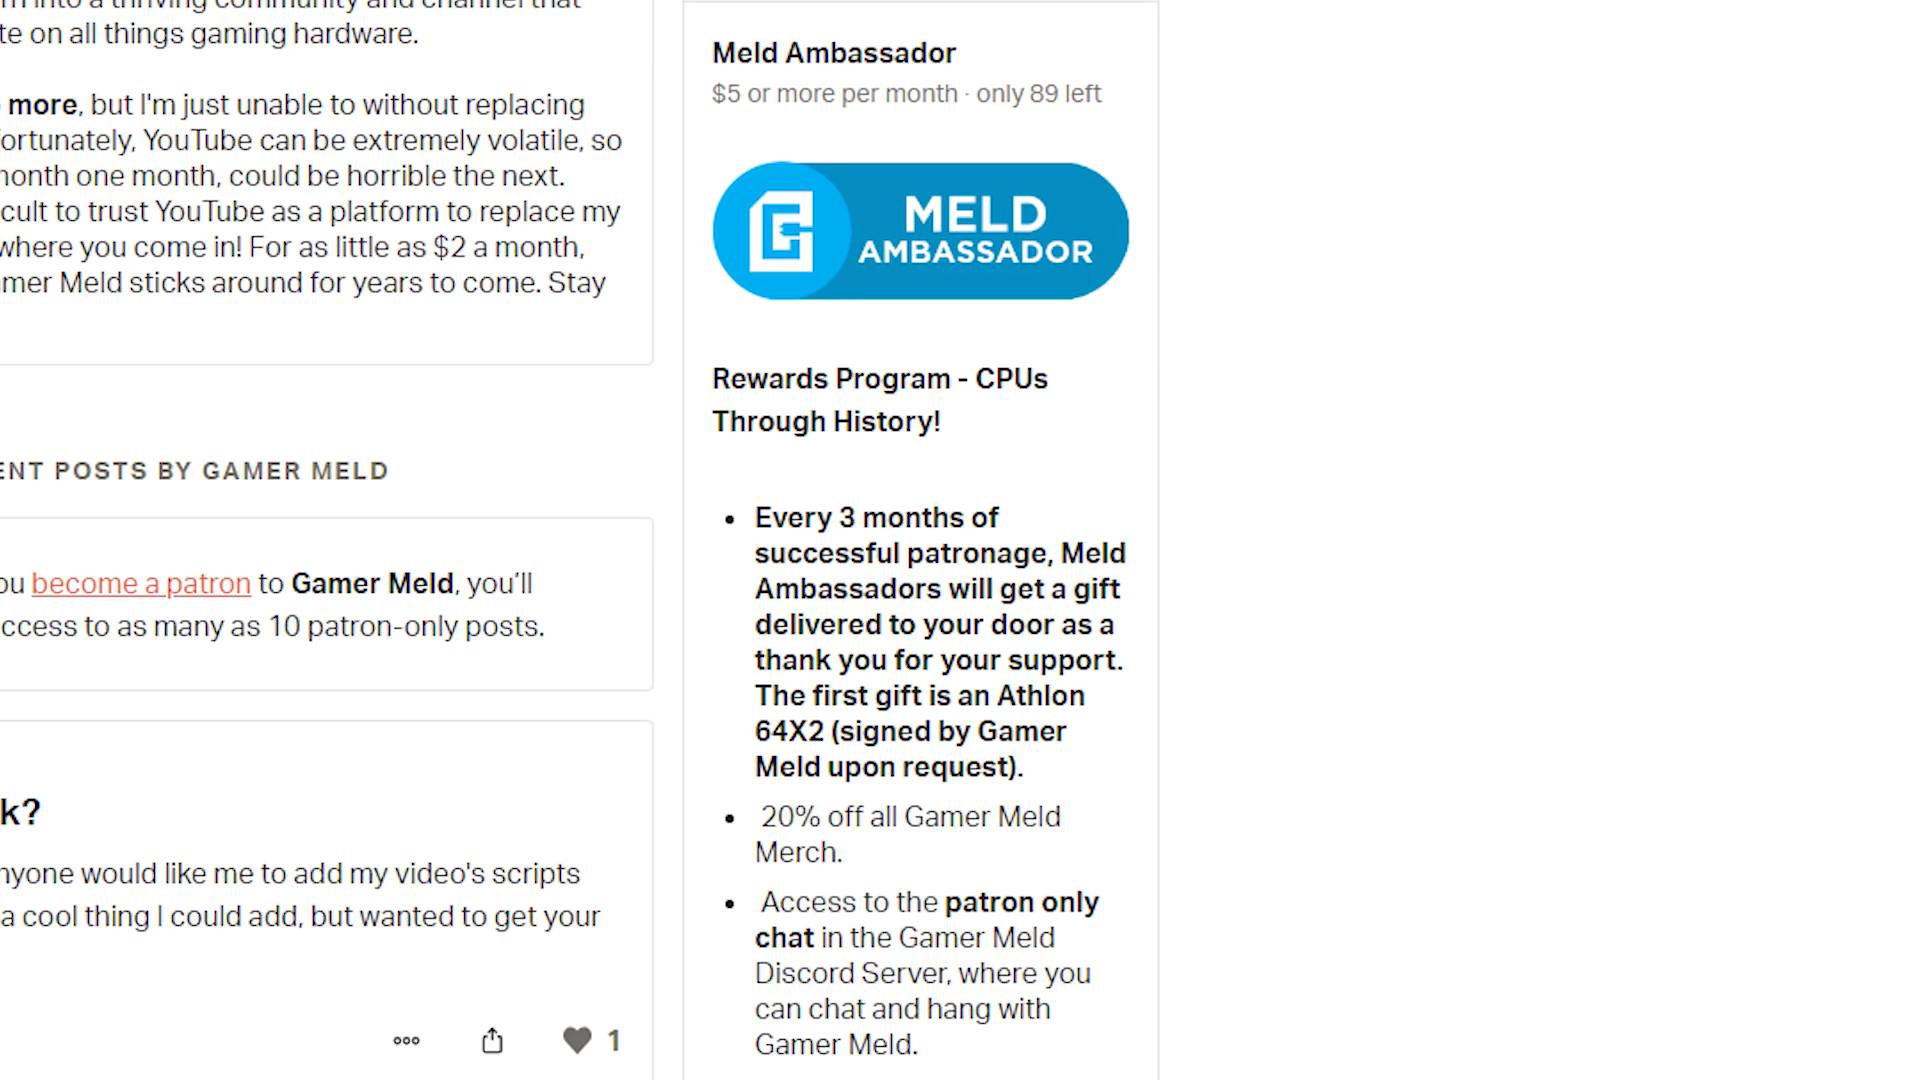 te on all things gaming hardware.
more, but I'm just unable to without replacing
fortunately, YouTube can be extremely volatile, so
month one month, could be horrible the next.
cult to trust YouTube as a platform to replace my
where you come in! For as little as $2 a month,
mer Meld sticks around for years to come. Stay
ENT POSTS BY GAMER MELD
ou become a patron to Gamer Meld, you'll
ccess to as many as 10 patron-only posts.
k?
nyone would like me to add my video's scripts
a cool thing I could add, but wanted to get your
1
Meld Ambassador
$5 or more per month · only 89 left
MELD
AMBASSADOR
Rewards Program - CPUs
Through History!
• Every 3 months of
successful patronage, Meld
Ambassadors will get a gift
delivered to your door as a
thank you for your support.
The first gift is an Athlon
64X2 (signed by Gamer
Meld upon request).
• 20% off all Gamer Meld
Merch.
• Access to the patron only
chat in the Gamer Meld
Discord Server, where you
can chat and hang with
Gamer Meld.